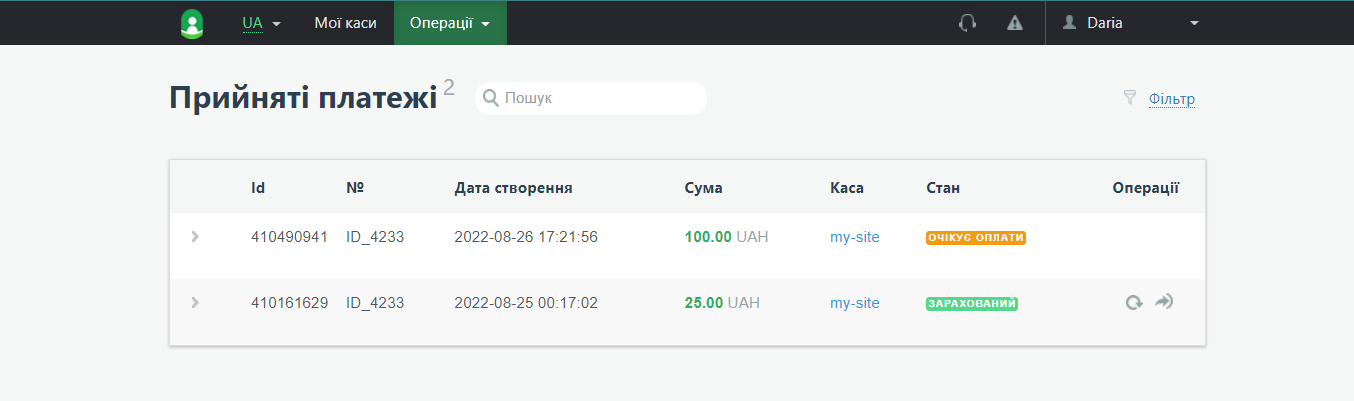 UA Мої каси Операції Daria
Прийняті платежі 2 Пошук Фільтр
Id № Дата створення Сума Каса Стан Операції
410490941 ID_4233 2022-08-26 17:21:56 100.00 UAH my-site ОЧІКУЄ ОПЛАТИ
410161629 ID_4233 2022-08-25 00:17:02 25.00 UAH my-site ЗАРАХОВАНИЙ